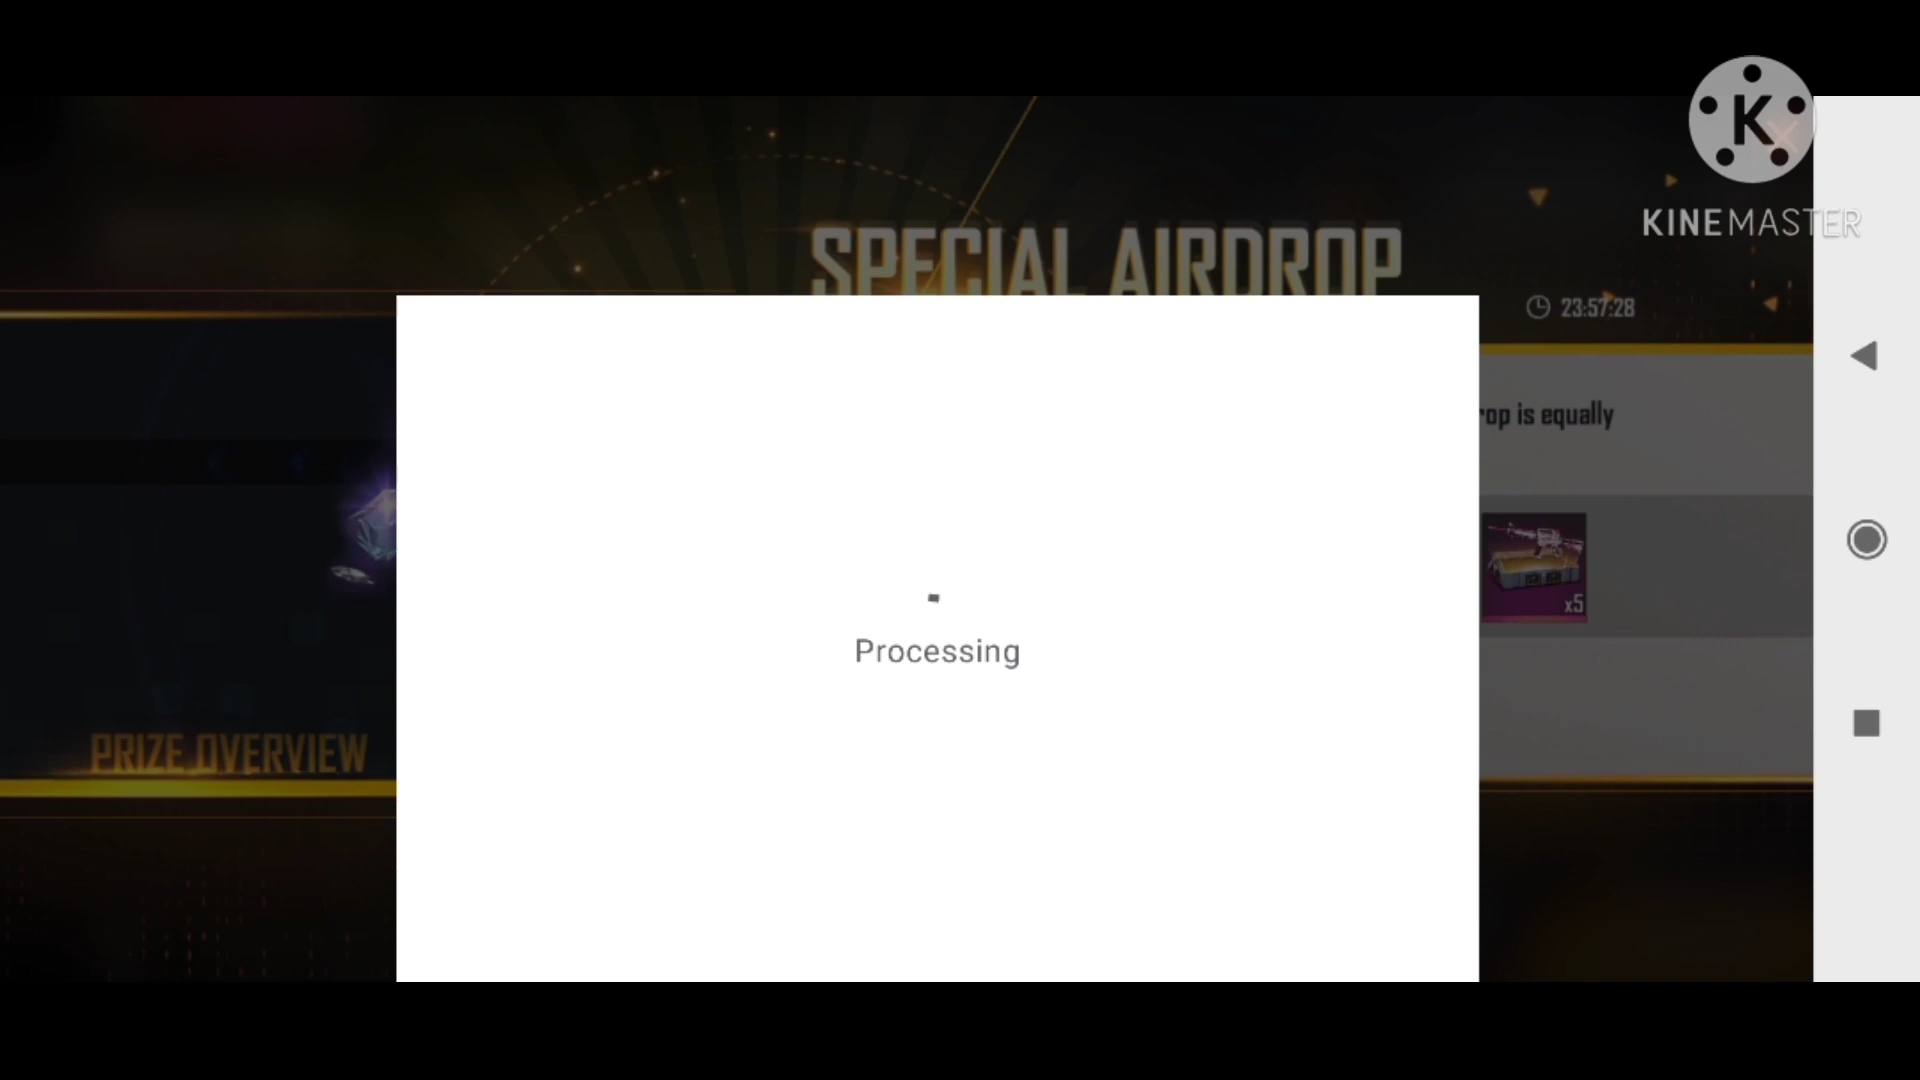 K
KINEMASTER
SPECIAL AIRDROP
23:57:28
rop is equally
x5
Processing
PRIZE OVERVIEW